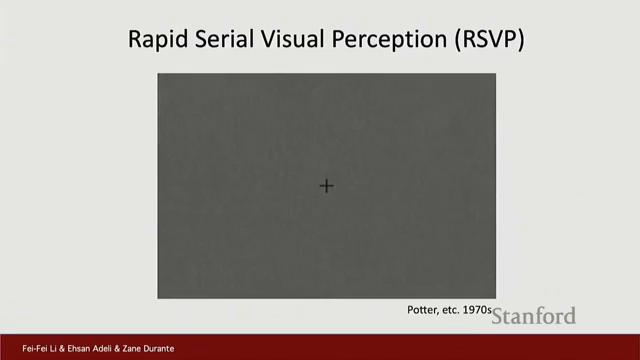 Rapid Serial Visual Perception (RSVP)
Potter, etc. 1970s
Stanford
Fei-Fei Li & Ehsan Adeli & Zane Durante